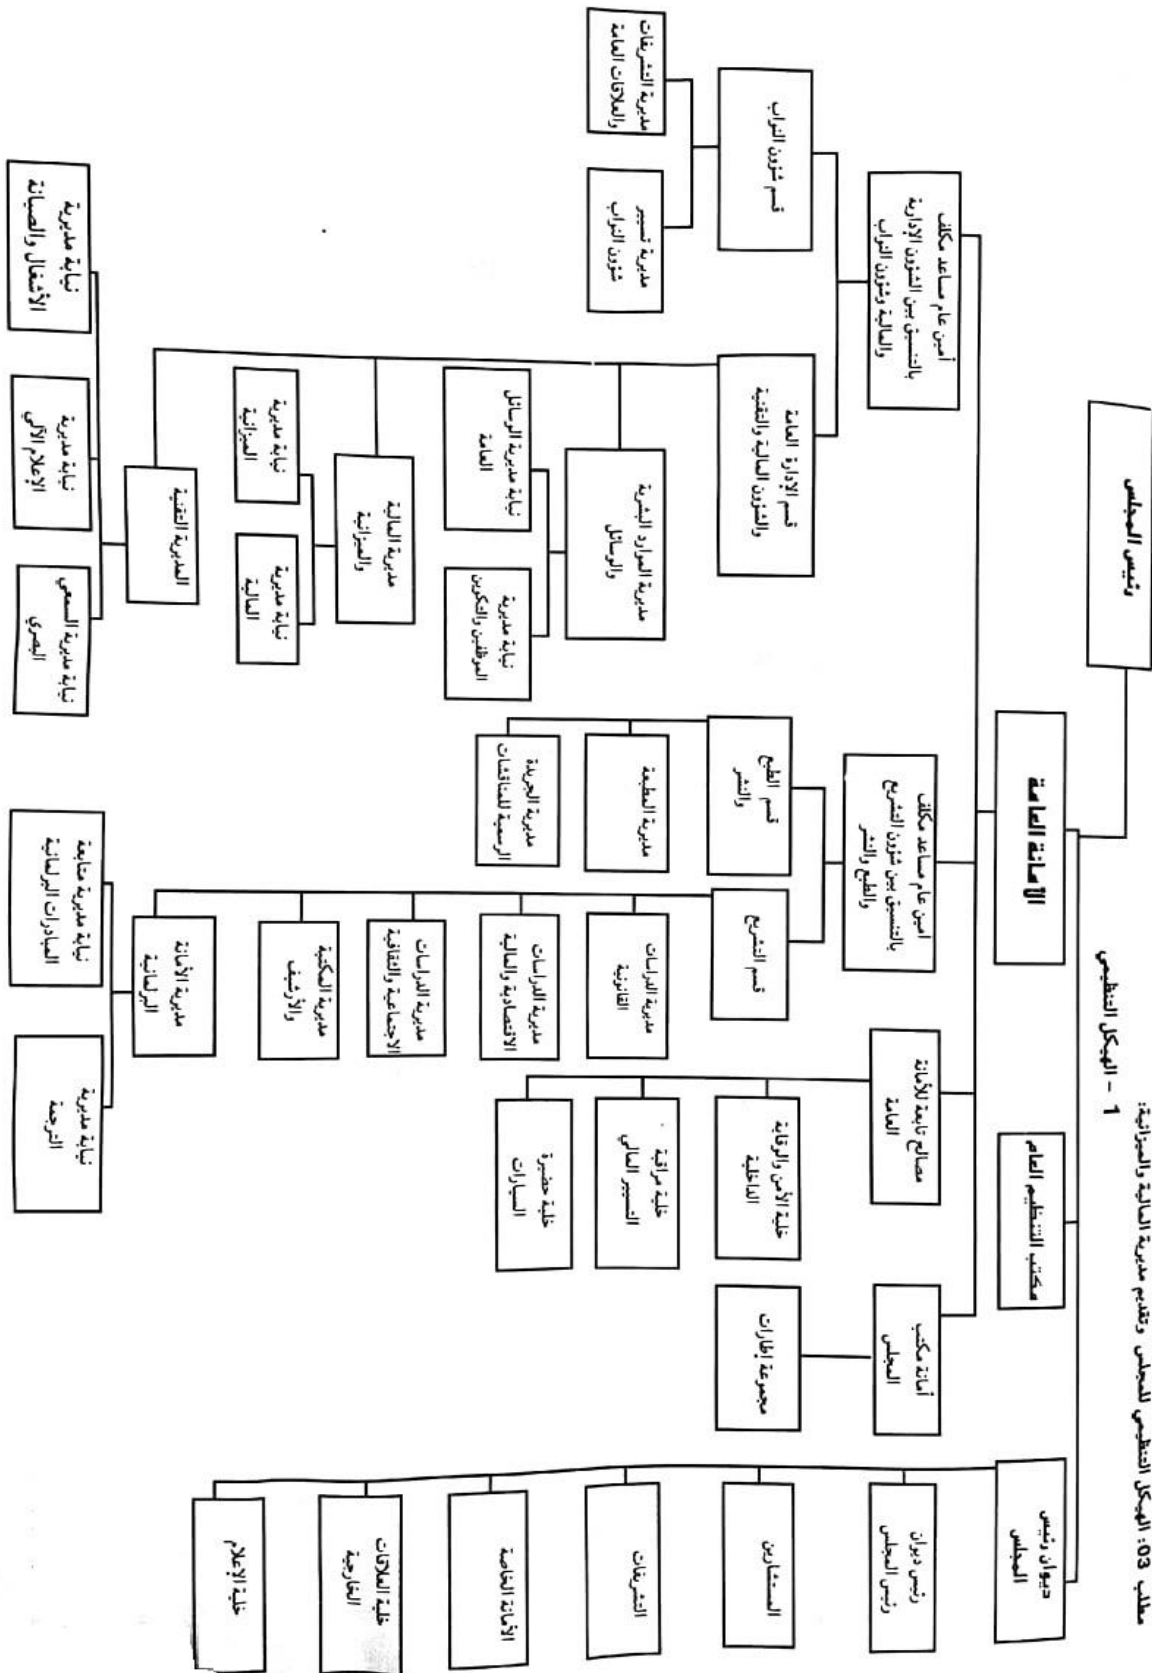 مطلب 03: الهيكل التنظيمي للمجلس وتقديم مديرية المالية والميزانية:
1 – الهيكل التنظيمي
رئيس المجلس
ديوان رئيس
المجلس
مكتب التنظيم العام
الأمانة العامة
رئيس ديوان
رئيس المجلس
المستشارين
التشريفات
الأمانة الخاصة
خلية العلاقات
الخارجية
خلية الإعلام
أمانة مكتب
المجلس
مجموعة إطارات
مصالح تابعة للأمانة
العامة
خلية الأمن والوقاية
الداخلية
خلية مراقبة
التسيير المالي
خلية حضيرة
السيارات
امين عام مساعد مكلف
بالتنسيق بين شؤون التشريع
والطبع والنشر
قسم التشريع
مديرية الدراسات
القانونية
مديرية الدراسات
الاقتصادية والمالية
مديرية الدراسات
الاجتماعية والثقافية
مديرية المكتبة
والأرشيف
مديرية الأمانة
البرلمانية
نيابة مديرية
الترجمة
نيابة مديرية متابعة
المبادرات البرلمانية
قسم الطبع
والنشر
مديرية المطبعة
مديرية الجريدة
الرسمية للمناقشات
أمين عام مساعد مكلف
بالتنسيق بين الشؤون الإدارية
والمالية وشؤون النواب
قسم الإدارة العامة
والشؤون المالية والتقنية
مديرية الموارد البشرية
والوسائل
نيابة مديرية
الموظفين والتكوين
نيابة مديرية الوسائل
العامة
مديرية المالية
والميزانية
نيابة مديرية
المالية
نيابة مديرية
الميزانية
المديرية التقنية
نيابة مديرية السمعي
البصري
نيابة مديرية
الإعلام الآلي
نيابة مديرية
الأشغال والصيانة
قسم شؤون النواب
مديرية تسيير
شؤون النواب
مديرية التشريفات
والعلاقات العامة